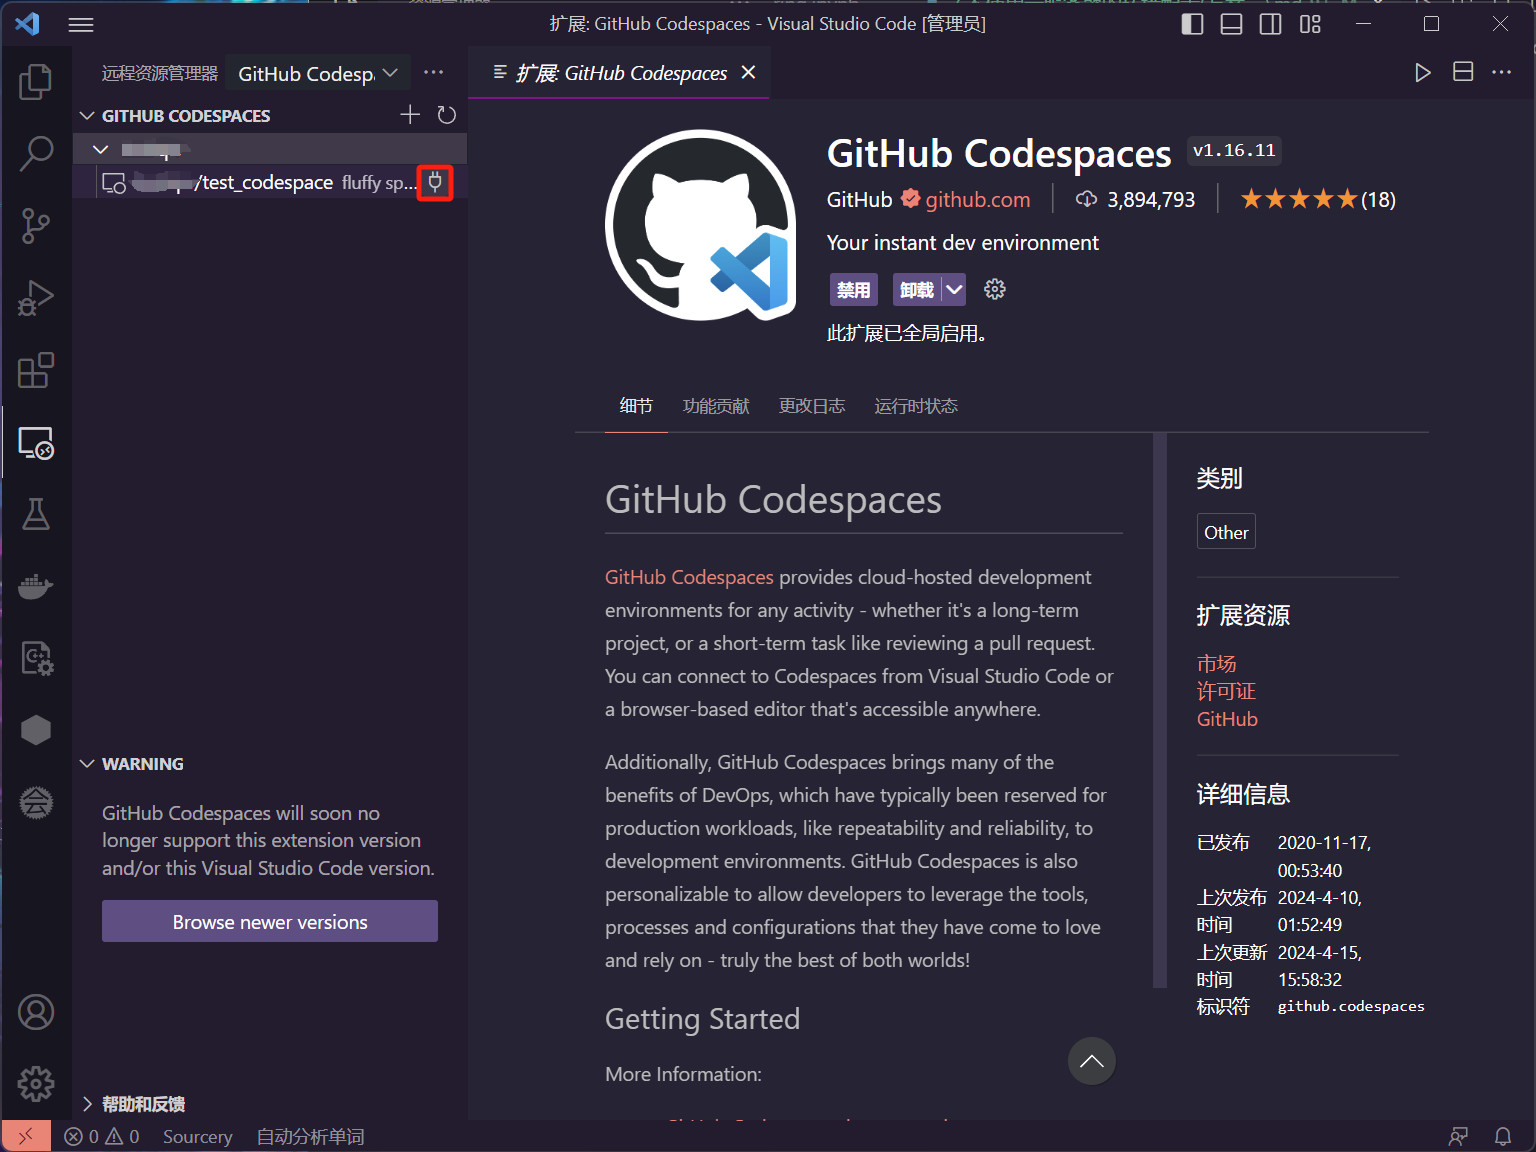 扩展: GitHub Codespaces - Visual Studio Code [管理员]
远程资源管理器
GitHub Codesp
扩展: GitHub Codespaces
GITHUB CODESPACES
/test_codespace fluffy sp...
GitHub Codespaces v1.16.11
GitHub github.com 3,894,793 (18)
Your instant dev environment
禁用 卸载
此扩展已全局启用。
细节 功能贡献 更改日志 运行时状态
GitHub Codespaces
GitHub Codespaces provides cloud-hosted development
environments for any activity - whether it's a long-term
project, or a short-term task like reviewing a pull request.
You can connect to Codespaces from Visual Studio Code or
a browser-based editor that's accessible anywhere.
Additionally, GitHub Codespaces brings many of the
benefits of DevOps, which have typically been reserved for
production workloads, like repeatability and reliability, to
development environments. GitHub Codespaces is also
personalizable to allow developers to leverage the tools,
processes and configurations that they have come to love
and rely on - truly the best of both worlds!
Getting Started
More Information:
类别
Other
扩展资源
市场
许可证
GitHub
详细信息
已发布 2020-11-17,
00:53:40
上次发布 2024-4-10,
时间 01:52:49
上次更新 2024-4-15,
时间 15:58:32
标识符 github.codespaces
WARNING
GitHub Codespaces will soon no
longer support this extension version
and/or this Visual Studio Code version.
Browse newer versions
帮助和反馈
0 0 Sourcery 自动分析单词